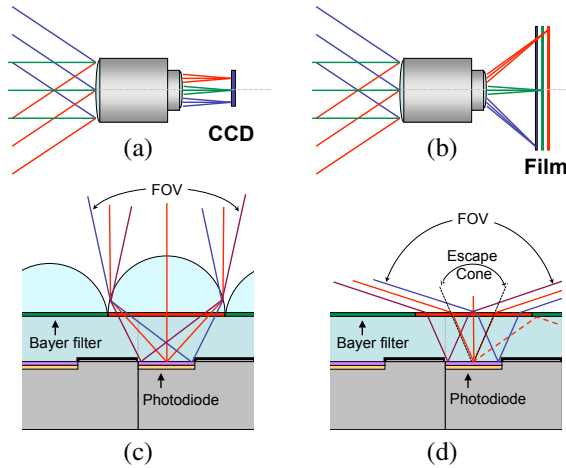 CCD
(a)
Film
(b)
FOV
Bayer filter
Photodiode
(c)
FOV
Escape
Cone
Bayer filter
Photodiode
(d)